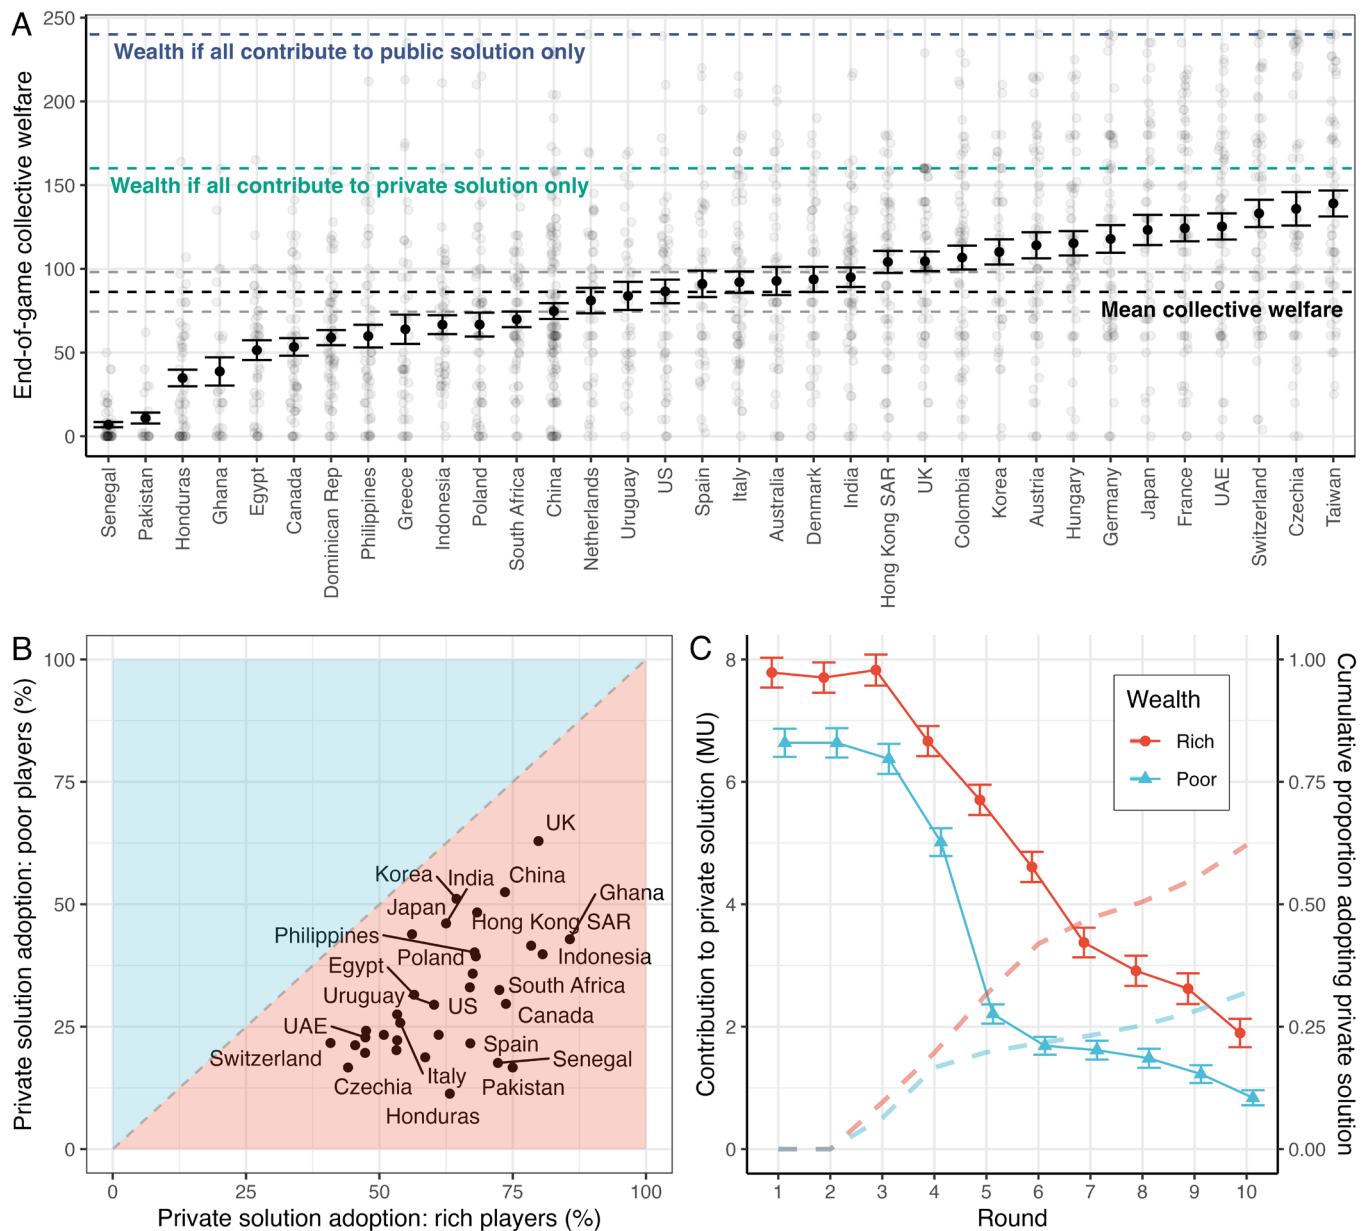 A
End-of-game collective welfare
250
200
150
100
50
0
Wealth if all contribute to public solution only
Wealth if all contribute to private solution only
Mean collective welfare
Senegal
Pakistan
Honduras
Ghana
Egypt
Canada
Dominican Rep
Philippines
Greece
Indonesia
Poland
South Africa
China
Netherlands
Uruguay
US
Spain
Italy
Australia
Denmark
India
Hong Kong SAR
UK
Colombia
Korea
Austria
Hungary
Germany
Japan
France
UAE
Switzerland
Czechia
Taiwan
B
Private solution adoption: poor players (%)
100
75
50
25
0
UK
Korea
India
China
Ghana
Japan
Hong Kong SAR
Philippines
Poland
Indonesia
Egypt
South Africa
Uruguay
US
Canada
UAE
Spain
Switzerland
Senegal
Italy
Czechia
Pakistan
Honduras
0
25
50
75
100
Private solution adoption: rich players (%)
C
Contribution to private solution (MU)
8
6
4
2
0
Wealth
Rich
Poor
1.00
0.75
0.50
0.25
0.00
Cumulative proportion adopting private solution
1
2
3
4
5
6
7
8
9
10
Round